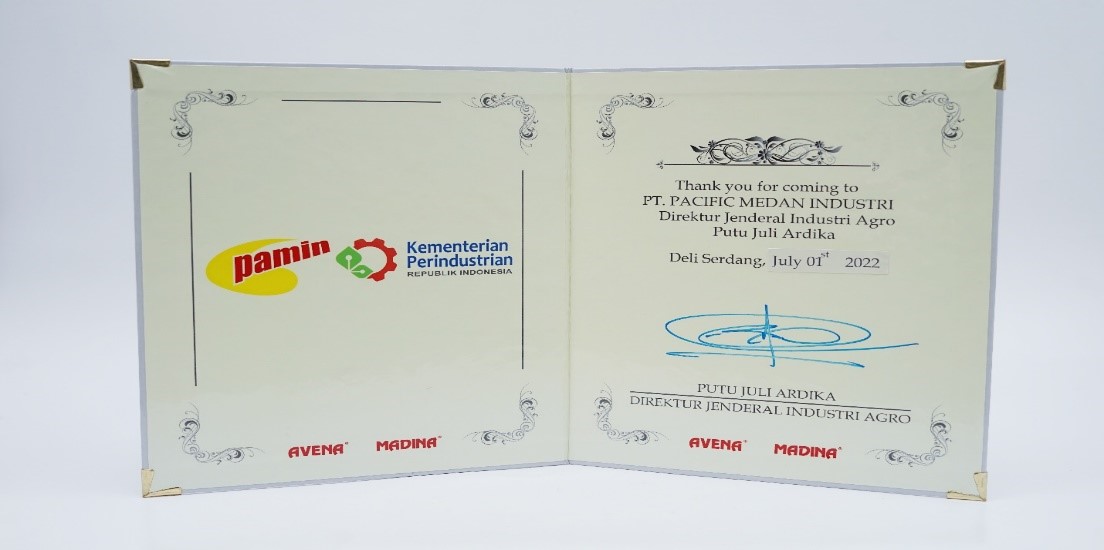 pamin
Kementerian
Perindustrian
REPUBLIK INDONESIA
AVENA® MADINA®
Thank you for coming to
PT. PACIFIC MEDAN INDUSTRI
Direktur Jenderal Industri Agro
Putu Juli Ardika
Deli Serdang, July 01st 2022
PUTU JULI ARDIKA
DIREKTUR JENDERAL INDUSTRI AGRO
AVENA® MADINA®